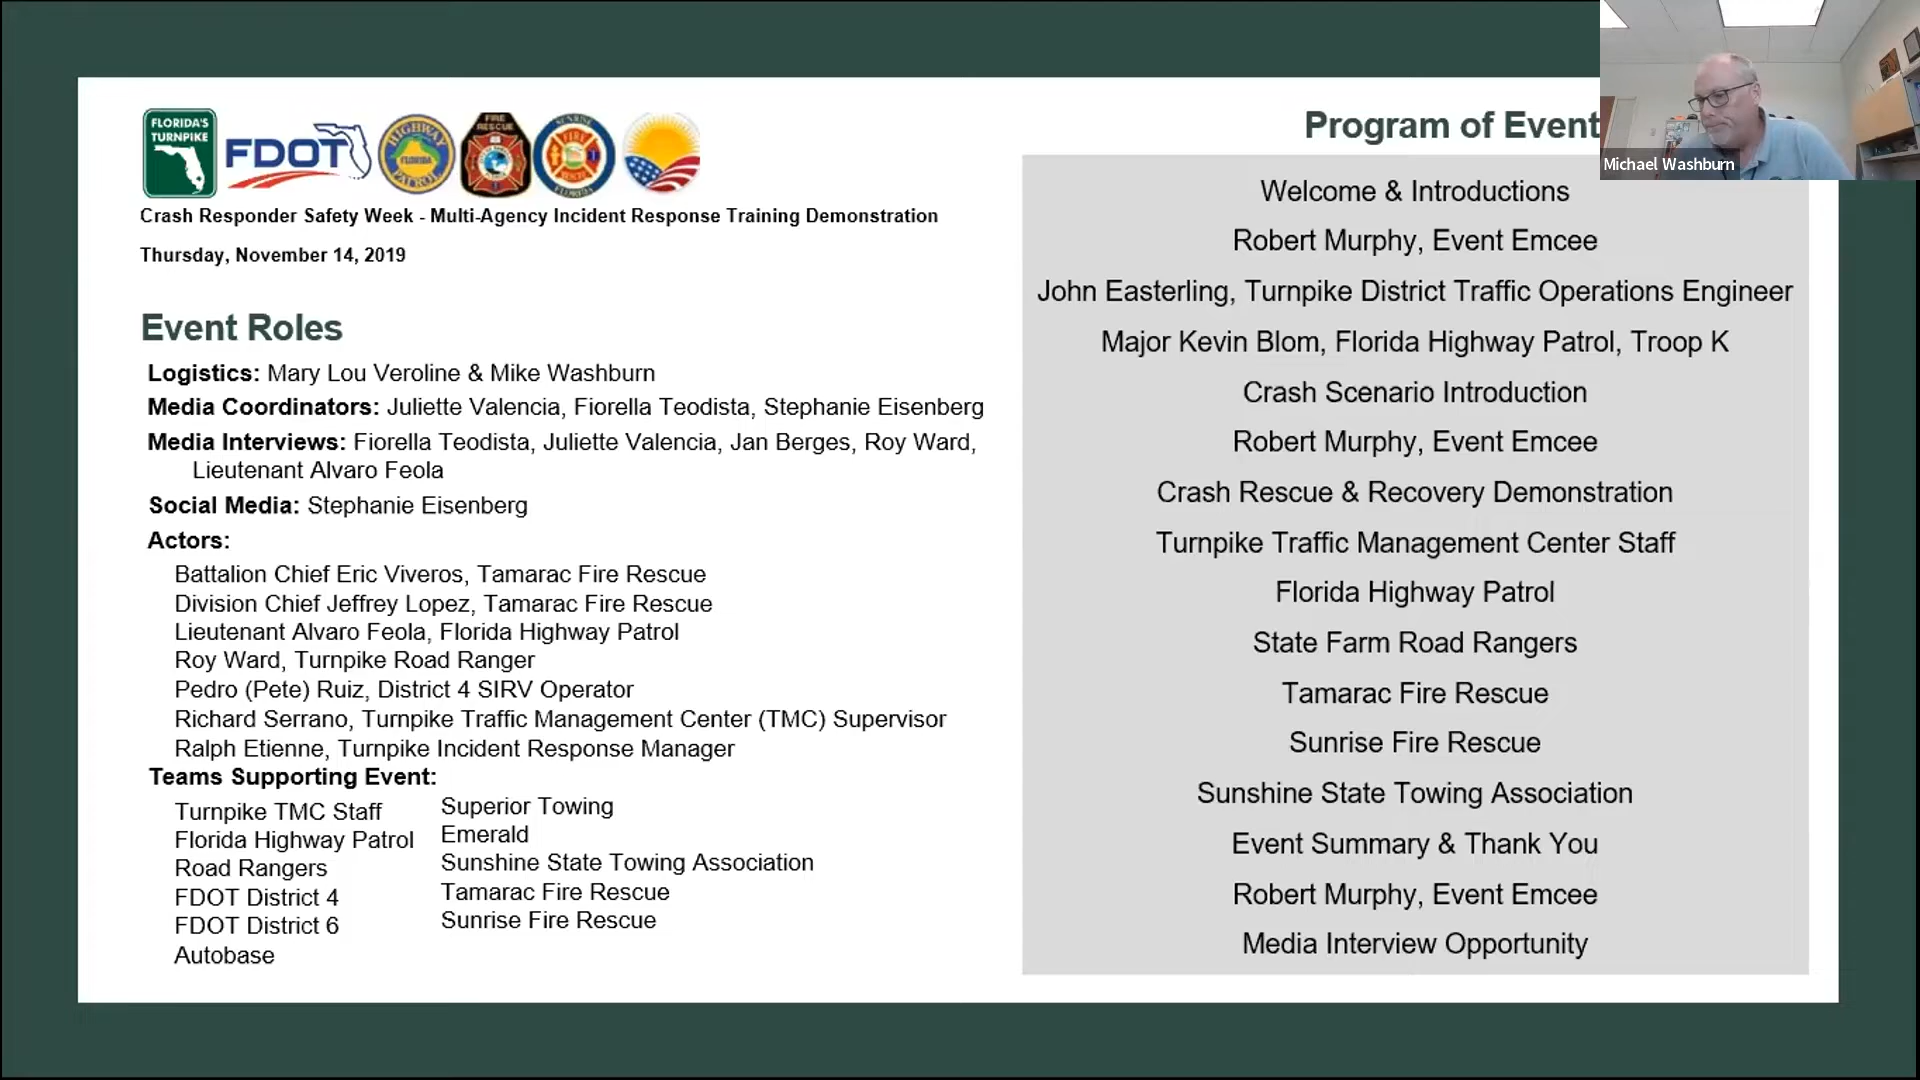 FLORIDA'S
TURNPIKE
FDOT
HIGHWAY
FLORIDA
PATROL
FIRE
RESCUE
SUNRISE
FIRE
FLORIDA
Crash Responder Safety Week - Multi-Agency Incident Response Training Demonstration
Thursday, November 14, 2019
Event Roles
Logistics: Mary Lou Veroline & Mike Washburn
Media Coordinators: Juliette Valencia, Fiorella Teodista, Stephanie Eisenberg
Media Interviews: Fiorella Teodista, Juliette Valencia, Jan Berges, Roy Ward,
Lieutenant Alvaro Feola
Social Media: Stephanie Eisenberg
Actors:
Battalion Chief Eric Viveros, Tamarac Fire Rescue
Division Chief Jeffrey Lopez, Tamarac Fire Rescue
Lieutenant Alvaro Feola, Florida Highway Patrol
Roy Ward, Turnpike Road Ranger
Pedro (Pete) Ruiz, District 4 SIRV Operator
Richard Serrano, Turnpike Traffic Management Center (TMC) Supervisor
Ralph Etienne, Turnpike Incident Response Manager
Teams Supporting Event:
Turnpike TMC Staff
Florida Highway Patrol
Road Rangers
FDOT District 4
FDOT District 6
Autobase
Superior Towing
Emerald
Sunshine State Towing Association
Tamarac Fire Rescue
Sunrise Fire Rescue
Program of Event
Welcome & Introductions
Robert Murphy, Event Emcee
John Easterling, Turnpike District Traffic Operations Engineer
Major Kevin Blom, Florida Highway Patrol, Troop K
Crash Scenario Introduction
Robert Murphy, Event Emcee
Crash Rescue & Recovery Demonstration
Turnpike Traffic Management Center Staff
Florida Highway Patrol
State Farm Road Rangers
Tamarac Fire Rescue
Sunrise Fire Rescue
Sunshine State Towing Association
Event Summary & Thank You
Robert Murphy, Event Emcee
Media Interview Opportunity
Michael Washburn